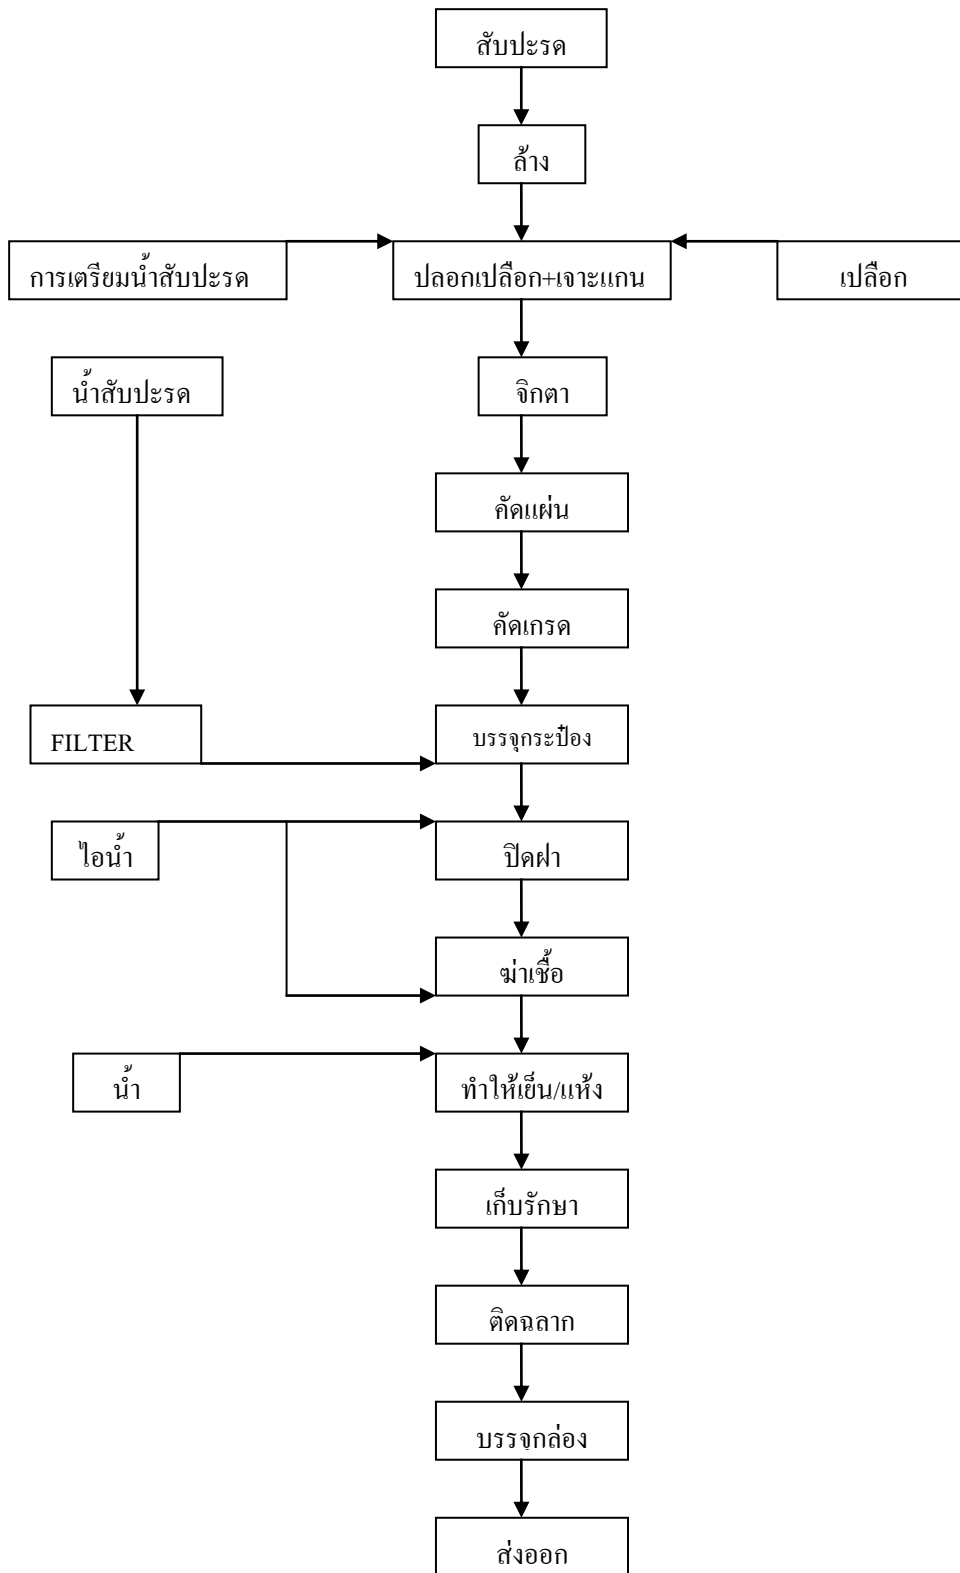 สับปะรด
ล้าง
การเตรียมน้ำสับปะรด
ปลอกเปลือก+เจาะแกน
เปลือก
น้ำสับปะรด
จิกตา
คัดแผ่น
คัดเกรด
FILTER
บรรจุกระป๋อง
ไอน้ำ
ปิดฝา
ฆ่าเชื้อ
น้ำ
ทำให้เย็น/แห้ง
เก็บรักษา
ติดฉลาก
บรรจุกล่อง
ส่งออก